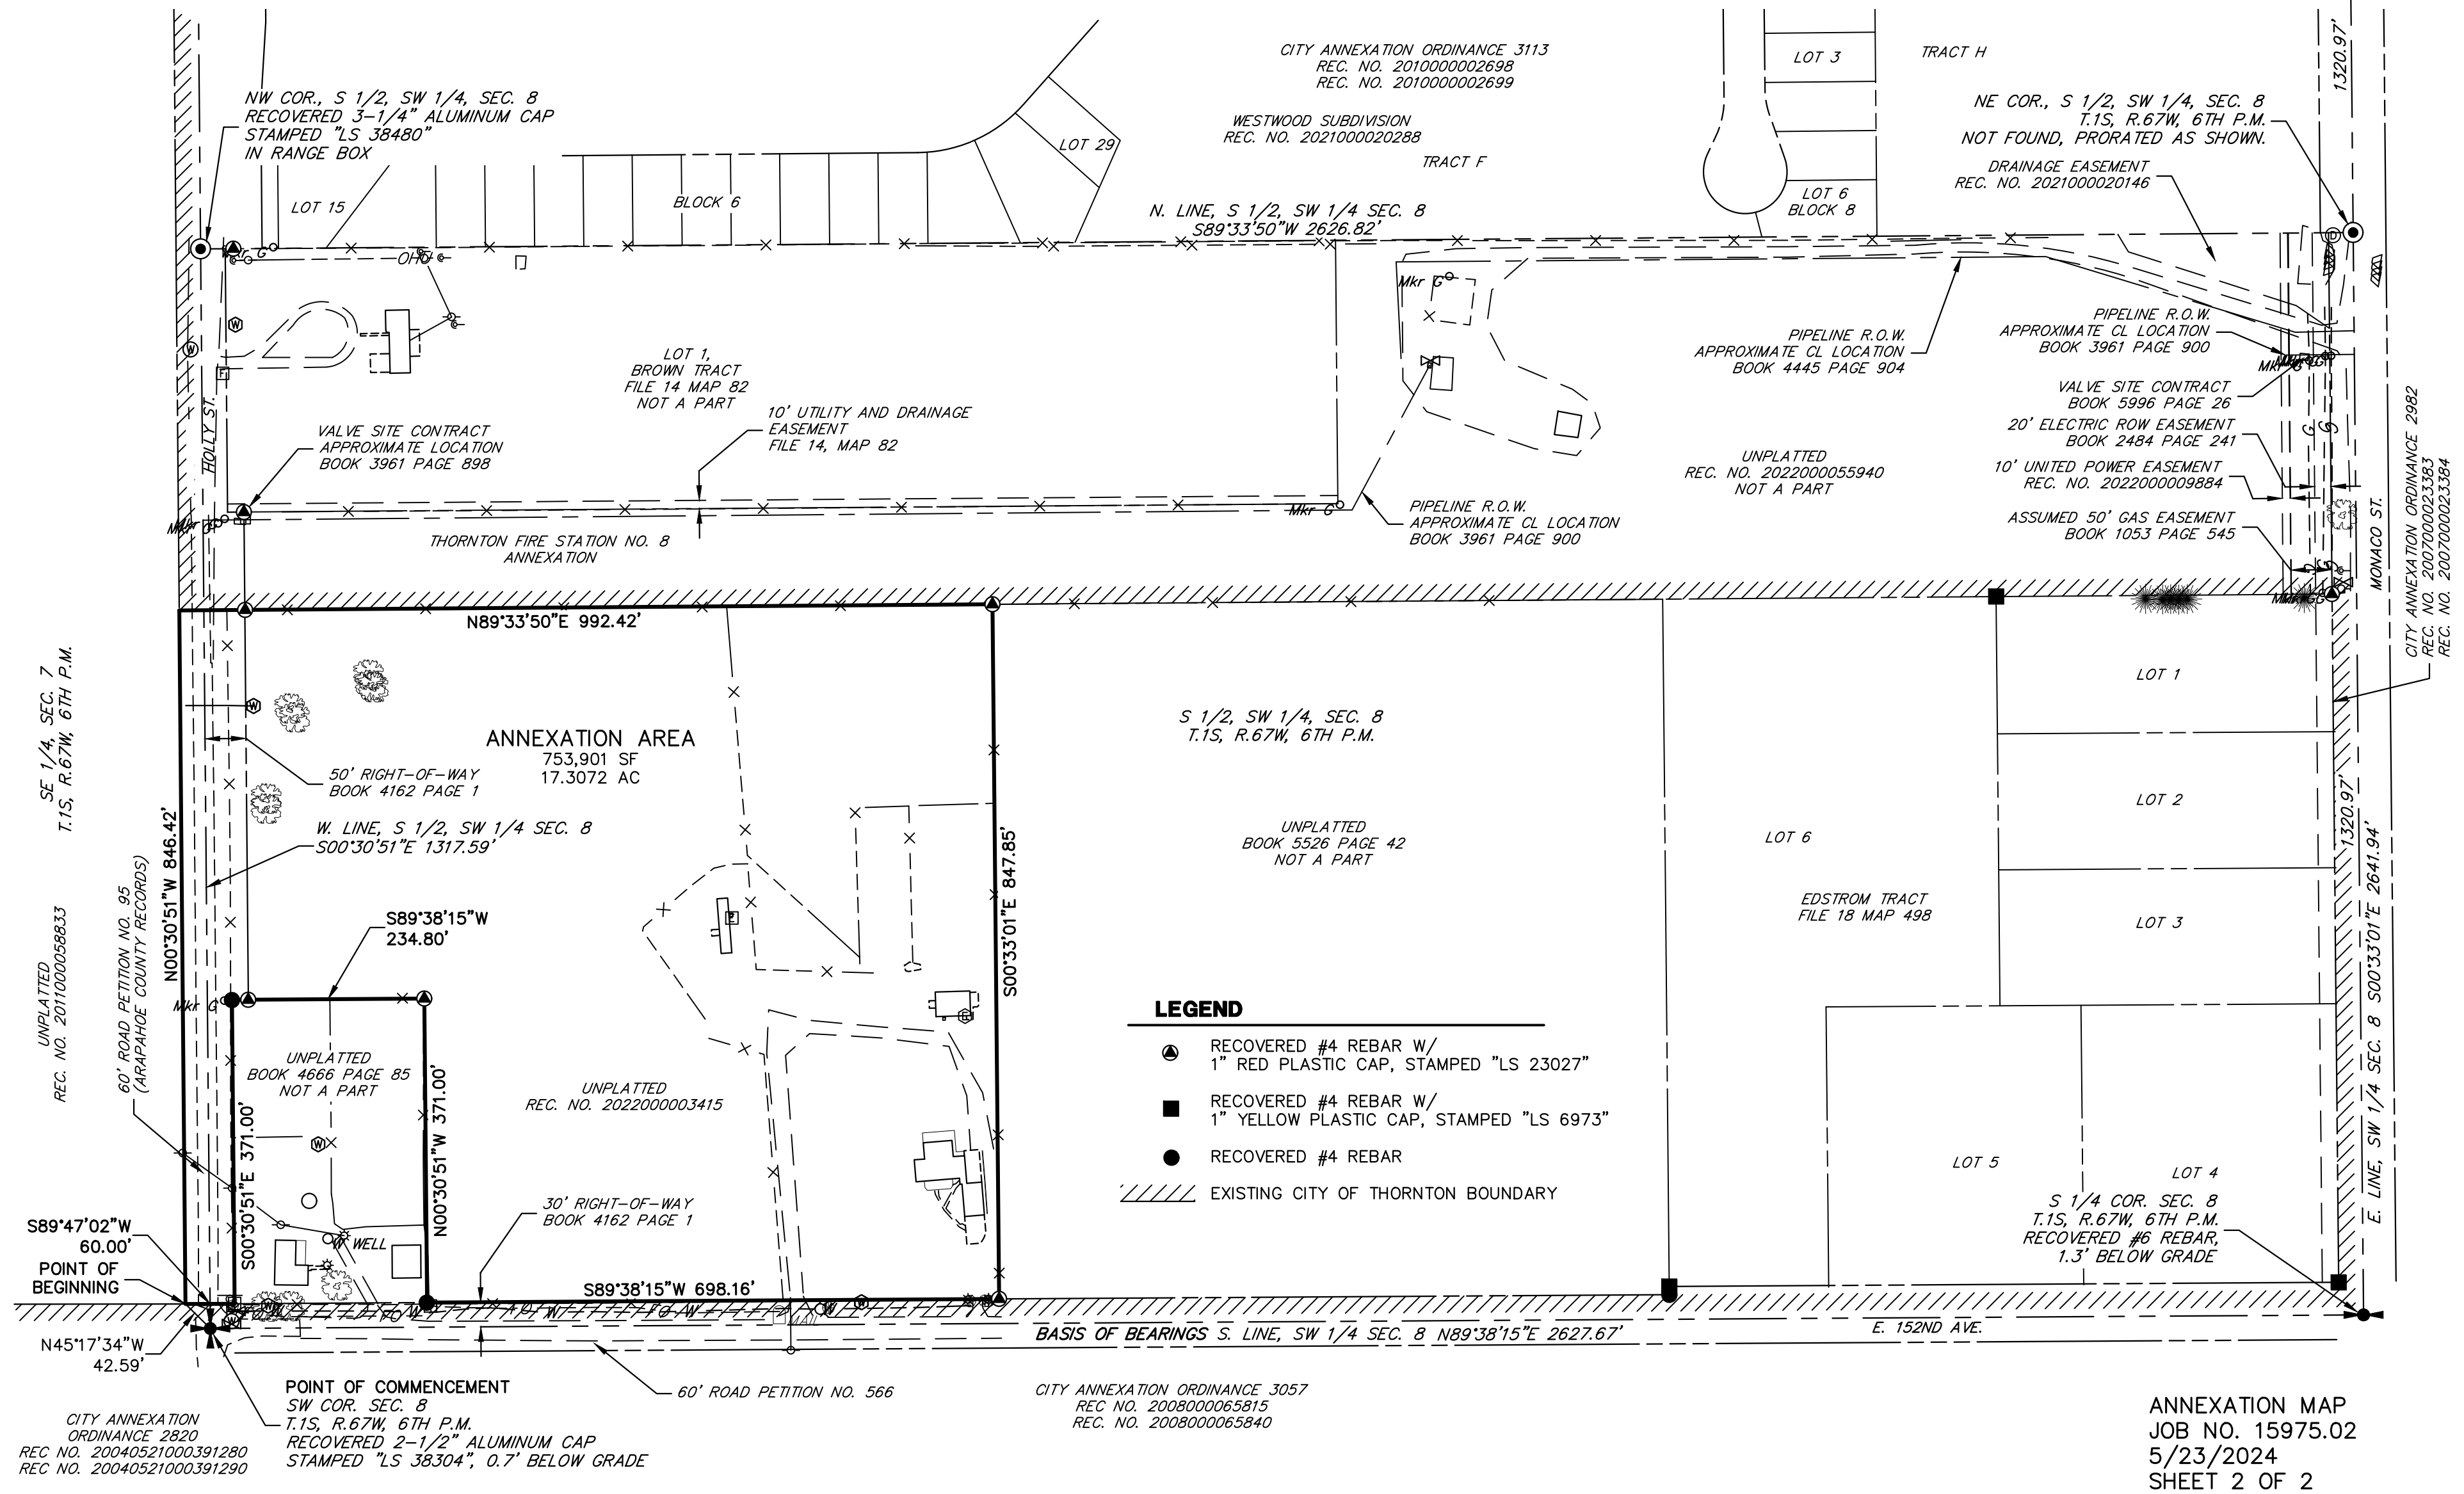 CITY ANNEXATION ORDINANCE 3113
REC. NO. 2010000002698
REC. NO. 2010000002699
LOT 3
TRACT H
1320.97'
NW COR., S 1/2, SW 1/4, SEC. 8
RECOVERED 3-1/4" ALUMINUM CAP
STAMPED "LS 38480"
IN RANGE BOX
NE COR., S 1/2, SW 1/4, SEC. 8
T.1S, R.67W, 6TH P.M.
NOT FOUND, PRORATED AS SHOWN.
WESTWOOD SUBDIVISION
REC. NO. 2021000020288
TRACT F
LOT 29
DRAINAGE EASEMENT
REC. NO. 2021000020146
LOT 15
BLOCK 6
LOT 6
BLOCK 8
N. LINE, S 1/2, SW 1/4 SEC. 8
S89°33'50"W 2626.82'
OHU
Mkr G
PIPELINE R.O.W.
APPROXIMATE CL LOCATION
BOOK 4445 PAGE 904
PIPELINE R.O.W.
APPROXIMATE CL LOCATION
BOOK 3961 PAGE 900
LOT 1,
BROWN TRACT
FILE 14 MAP 82
NOT A PART
VALVE SITE CONTRACT
BOOK 5996 PAGE 26
10' UTILITY AND DRAINAGE
EASEMENT
FILE 14, MAP 82
HOLLY ST.
VALVE SITE CONTRACT
APPROXIMATE LOCATION
BOOK 3961 PAGE 898
20' ELECTRIC ROW EASEMENT
BOOK 2484 PAGE 241
UNPLATTED
REC. NO. 2022000055940
NOT A PART
10' UNITED POWER EASEMENT
REC. NO. 2022000009884
CITY ANNEXATION ORDINANCE 2982
REC. NO. 2007000023383
REC. NO. 2007000023384
MONACO ST.
Mkr G
Mkr G
PIPELINE R.O.W.
APPROXIMATE CL LOCATION
BOOK 3961 PAGE 900
ASSUMED 50' GAS EASEMENT
BOOK 1053 PAGE 545
THORNTON FIRE STATION NO. 8
ANNEXATION
N89°33'50"E 992.42'
SE 1/4, SEC. 7
T.1S, R.67W, 6TH P.M.
LOT 1
ANNEXATION AREA
753,901 SF
17.3072 AC
S 1/2, SW 1/4, SEC. 8
T.1S, R.67W, 6TH P.M.
50' RIGHT-OF-WAY
BOOK 4162 PAGE 1
LOT 2
W. LINE, S 1/2, SW 1/4 SEC. 8
S00°30'51"E 1317.59'
N00°30'51"W 846.42'
S00°33'01"E 847.85'
UNPLATTED
BOOK 5526 PAGE 42
NOT A PART
LOT 6
1320.97'
E. LINE, SW 1/4 SEC. 8 S00°33'01"E 2641.94'
60' ROAD PETITION NO. 95
(ARAPAHOE COUNTY RECORDS)
UNPLATTED
REC. NO. 2011000058833
S89°38'15"W
234.80'
EDSTROM TRACT
FILE 18 MAP 498
LOT 3
Mkr G
LEGEND
RECOVERED #4 REBAR W/
1" RED PLASTIC CAP, STAMPED "LS 23027"
RECOVERED #4 REBAR W/
1" YELLOW PLASTIC CAP, STAMPED "LS 6973"
RECOVERED #4 REBAR
EXISTING CITY OF THORNTON BOUNDARY
UNPLATTED
BOOK 4666 PAGE 85
NOT A PART
UNPLATTED
REC. NO. 2022000003415
S00°30'51"E 371.00'
N00°30'51"W 371.00'
LOT 5
LOT 4
30' RIGHT-OF-WAY
BOOK 4162 PAGE 1
S 1/4 COR. SEC. 8
T.1S, R.67W, 6TH P.M.
RECOVERED #6 REBAR,
1.3' BELOW GRADE
S89°47'02"W
60.00'
WELL
POINT OF
BEGINNING
S89°38'15"W 698.16'
BASIS OF BEARINGS S. LINE, SW 1/4 SEC. 8 N89°38'15"E 2627.67'
E. 152ND AVE.
N45°17'34"W
42.59'
POINT OF COMMENCEMENT
SW COR. SEC. 8
T.1S, R.67W, 6TH P.M.
RECOVERED 2-1/2" ALUMINUM CAP
STAMPED "LS 38304", 0.7' BELOW GRADE
60' ROAD PETITION NO. 566
CITY ANNEXATION ORDINANCE 3057
REC NO. 2008000065815
REC. NO. 2008000065840
CITY ANNEXATION
ORDINANCE 2820
REC NO. 20040521000391280
REC NO. 20040521000391290
ANNEXATION MAP
JOB NO. 15975.02
5/23/2024
SHEET 2 OF 2